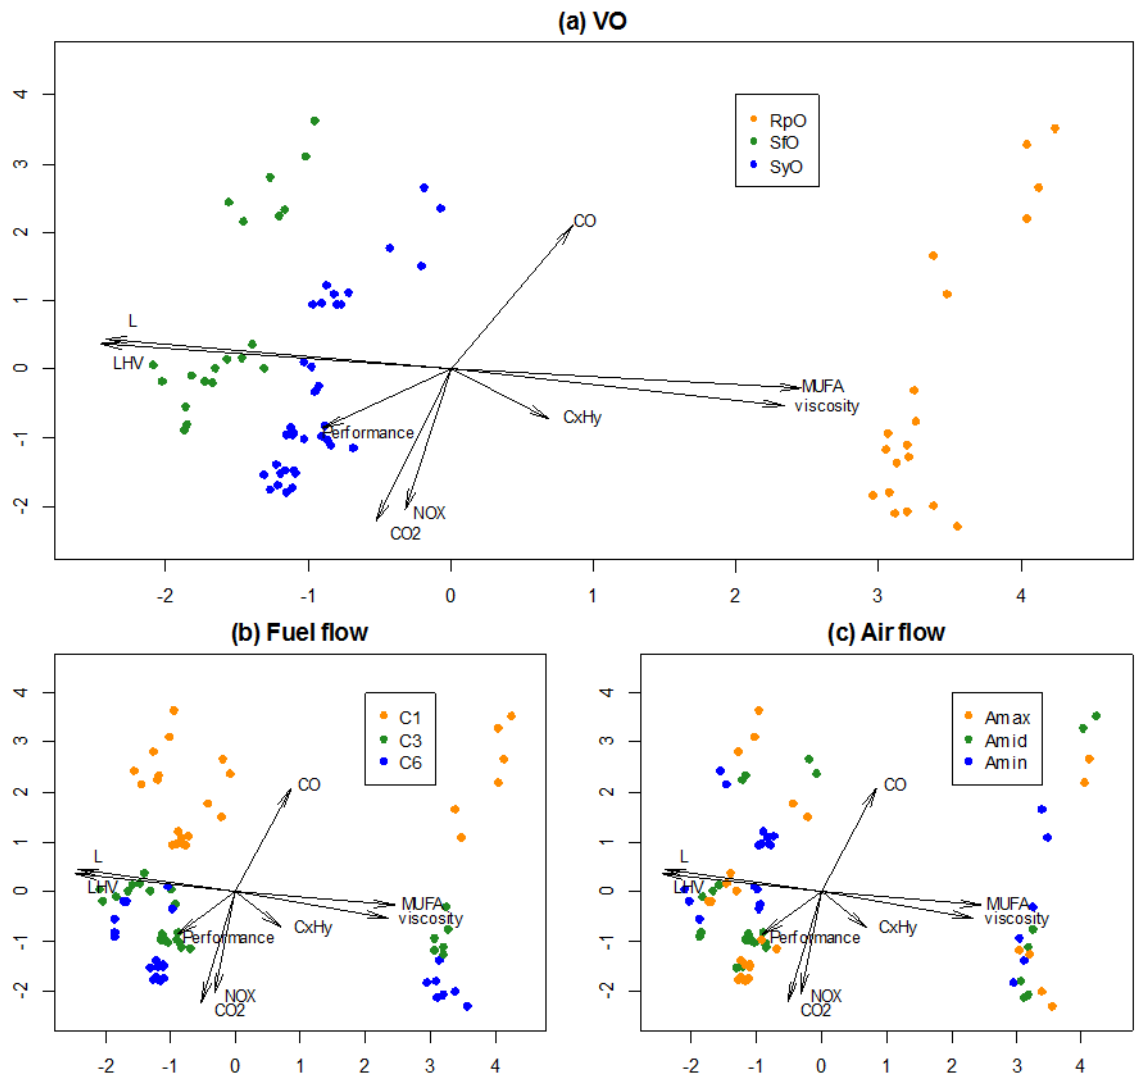 (a) VO
4
3
2
1
0
-1
-2
RpO
SfO
SyO
CO
L
LHV
MUFA
viscosity
CxHy
Performance
NOX
CO2
-2 -1 0 1 2 3 4
(b) Fuel flow
4
3
2
1
0
-1
-2
C1
C3
C6
CO
L
LHV
MUFA
viscosity
CxHy
Performance
NOX
CO2
-2 -1 0 1 2 3 4
(c) Air flow
4
3
2
1
0
-1
-2
Amax
Amid
Amin
CO
L
LHV
MUFA
viscosity
CxHy
Performance
NOX
CO2
-2 -1 0 1 2 3 4